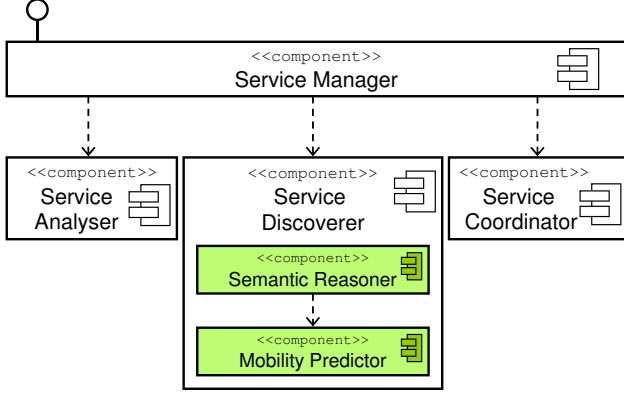 <<component>>
Service Manager
<<component>>
Service
Analyser
<<component>>
Service
Discoverer
<<component>>
Semantic Reasoner
<<component>>
Mobility Predictor
<<component>>
Service
Coordinator